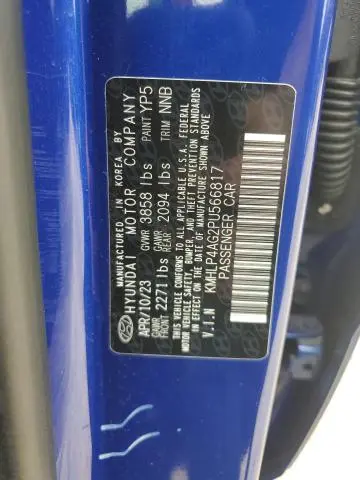 MANUFACTURED IN KOREA BY
HYUNDAI MOTOR COMPANY
APR/10/23 GVWR 3858 lbs PAINT YP5
GAWR FRONT 2271 lbs GAWR REAR 2094 lbs TRIM NNB
THIS VEHICLE CONFORMS TO ALL APPLICABLE U.S.A. FEDERAL
MOTOR VEHICLE SAFETY, BUMPER, AND THEFT PREVENTION STANDARDS
IN EFFECT ON THE DATE OF MANUFACTURE SHOWN ABOVE.
V.I.N KMHLP4AG2PU566817
PASSENGER CAR